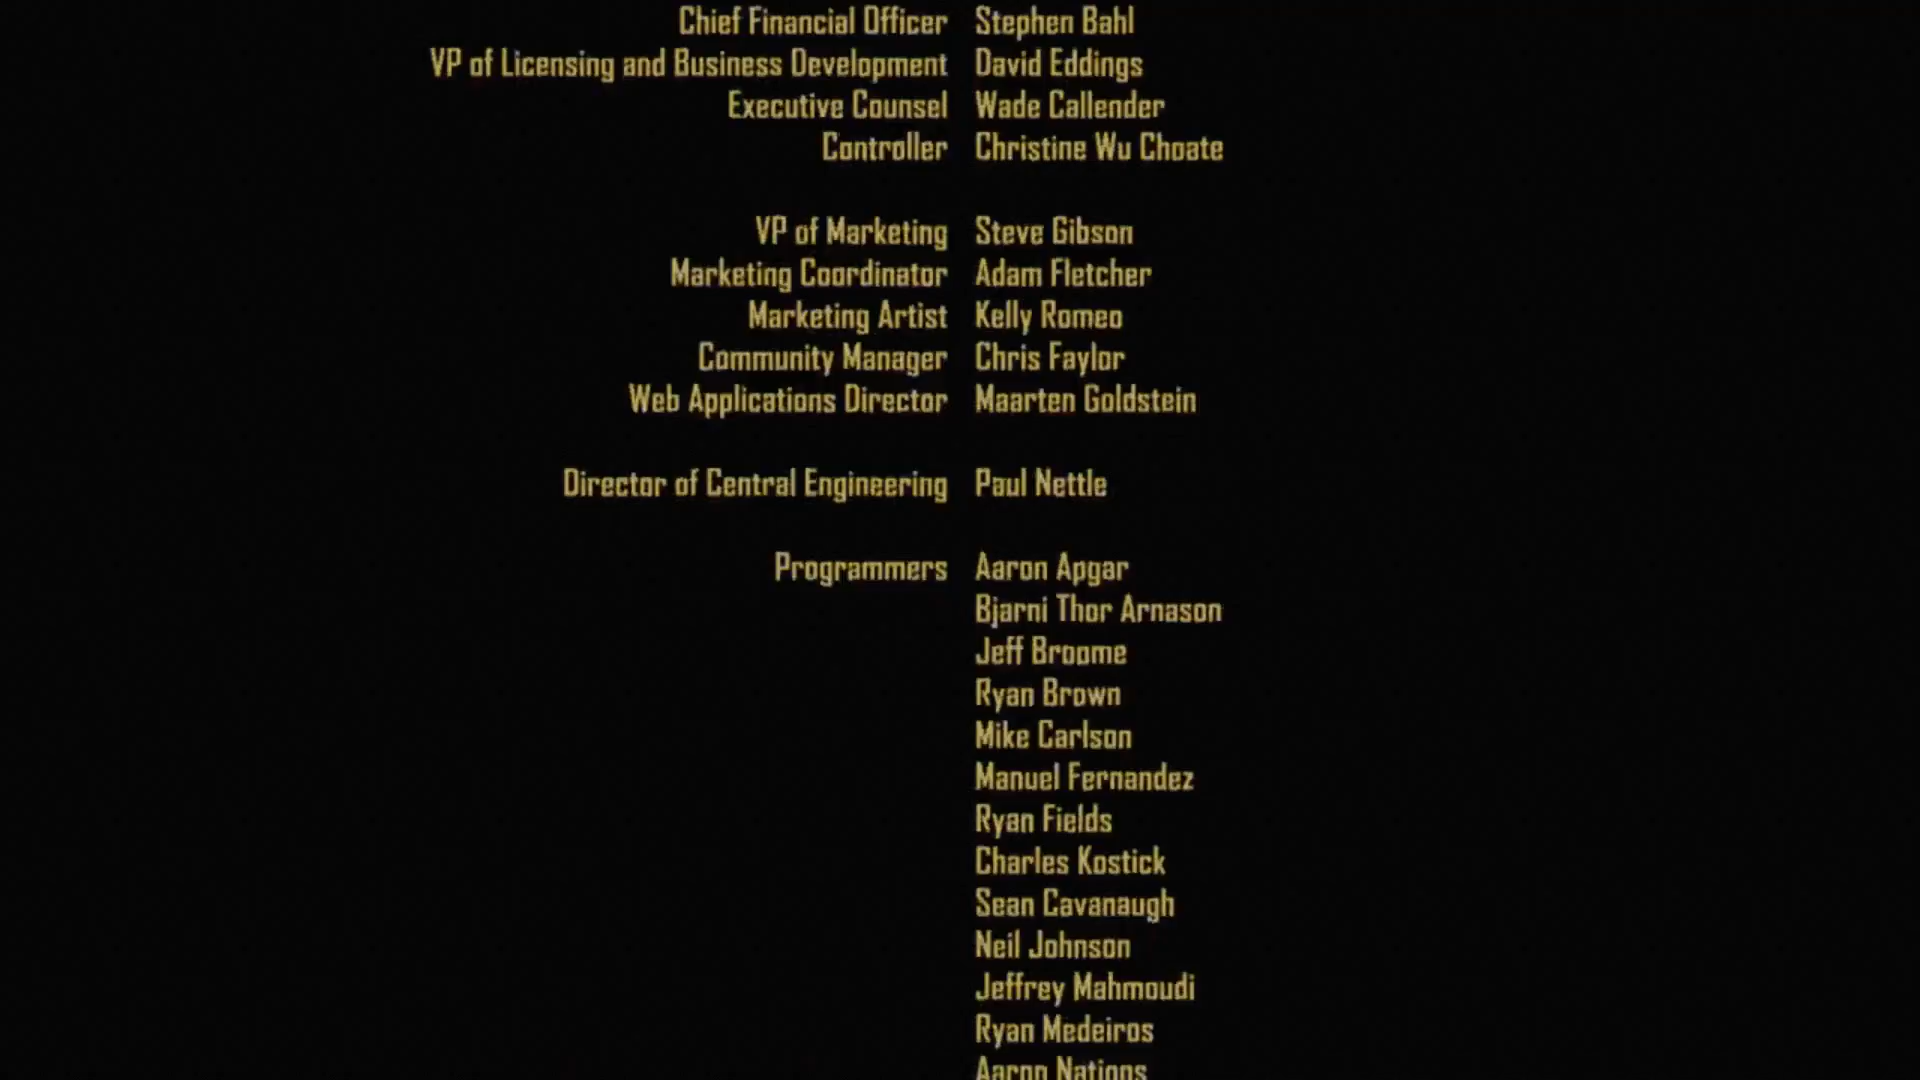 Chief Financial Officer Stephen Bahl
VP of Licensing and Business Development David Eddings
Executive Counsel Wade Callender
Controller Christine Wu Choate
VP of Marketing Steve Gibson
Marketing Coordinator Adam Fletcher
Marketing Artist Kelly Romeo
Community Manager Chris Faylor
Web Applications Director Maarten Goldstein
Director of Central Engineering Paul Nettle
Programmers Aaron Apgar
Bjarni Thor Arnason
Jeff Broome
Ryan Brown
Mike Carlson
Manuel Fernandez
Ryan Fields
Charles Kostick
Sean Cavanaugh
Neil Johnson
Jeffrey Mahmoudi
Ryan Medeiros
Aaron Nations